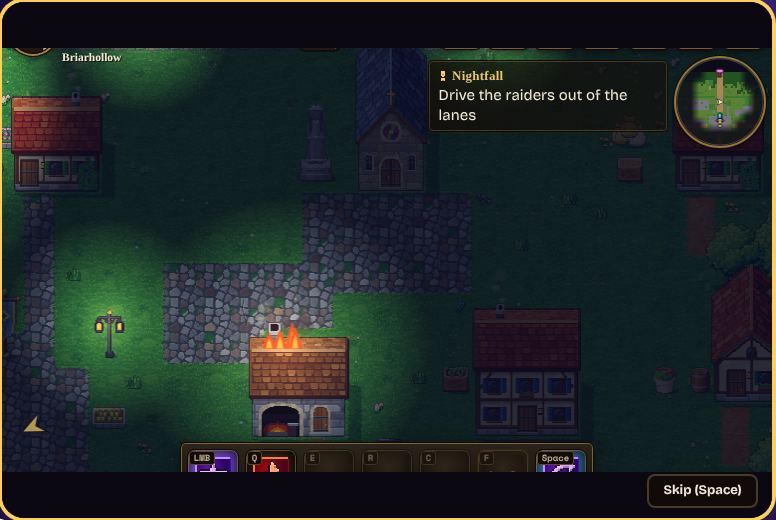 Briarhollow
Nightfall
Drive the raiders out of the
lanes
LMB
Q
E
R
C
F
Space
Skip (Space)